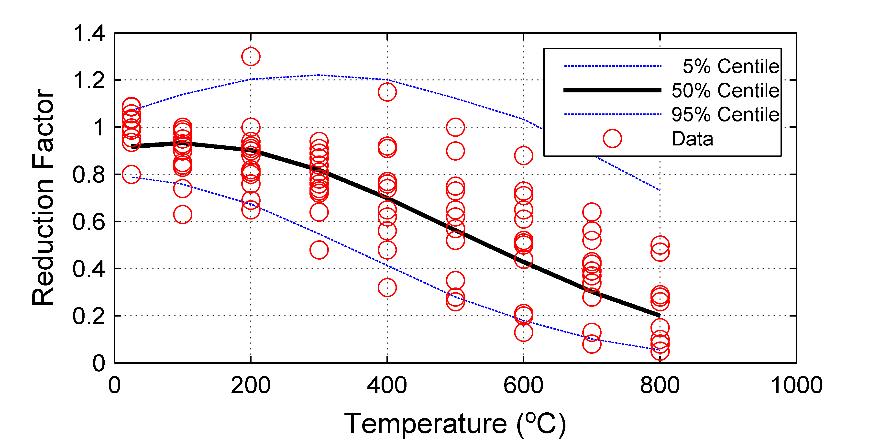 1.4
1.2
1
0.8
0.6
0.4
0.2
0
Reduction Factor
5% Centile
50% Centile
95% Centile
Data
0 200 400 600 800 1000
Temperature (ºC)